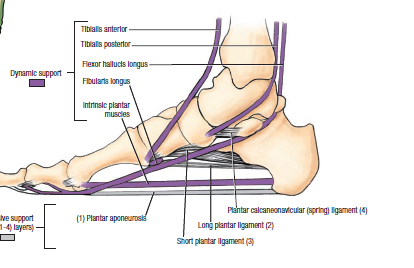 Tibialis anterior
Tibialis posterior
Flexor hallucis longus
Dynamic support
Fibularis longus
Intrinsic plantar
muscles
ive support
1-4) layers)
(1) Plantar aponeurosis
Plantar calcaneonavicular (spring) ligament (4)
Long plantar ligament (2)
Short plantar ligament (3)